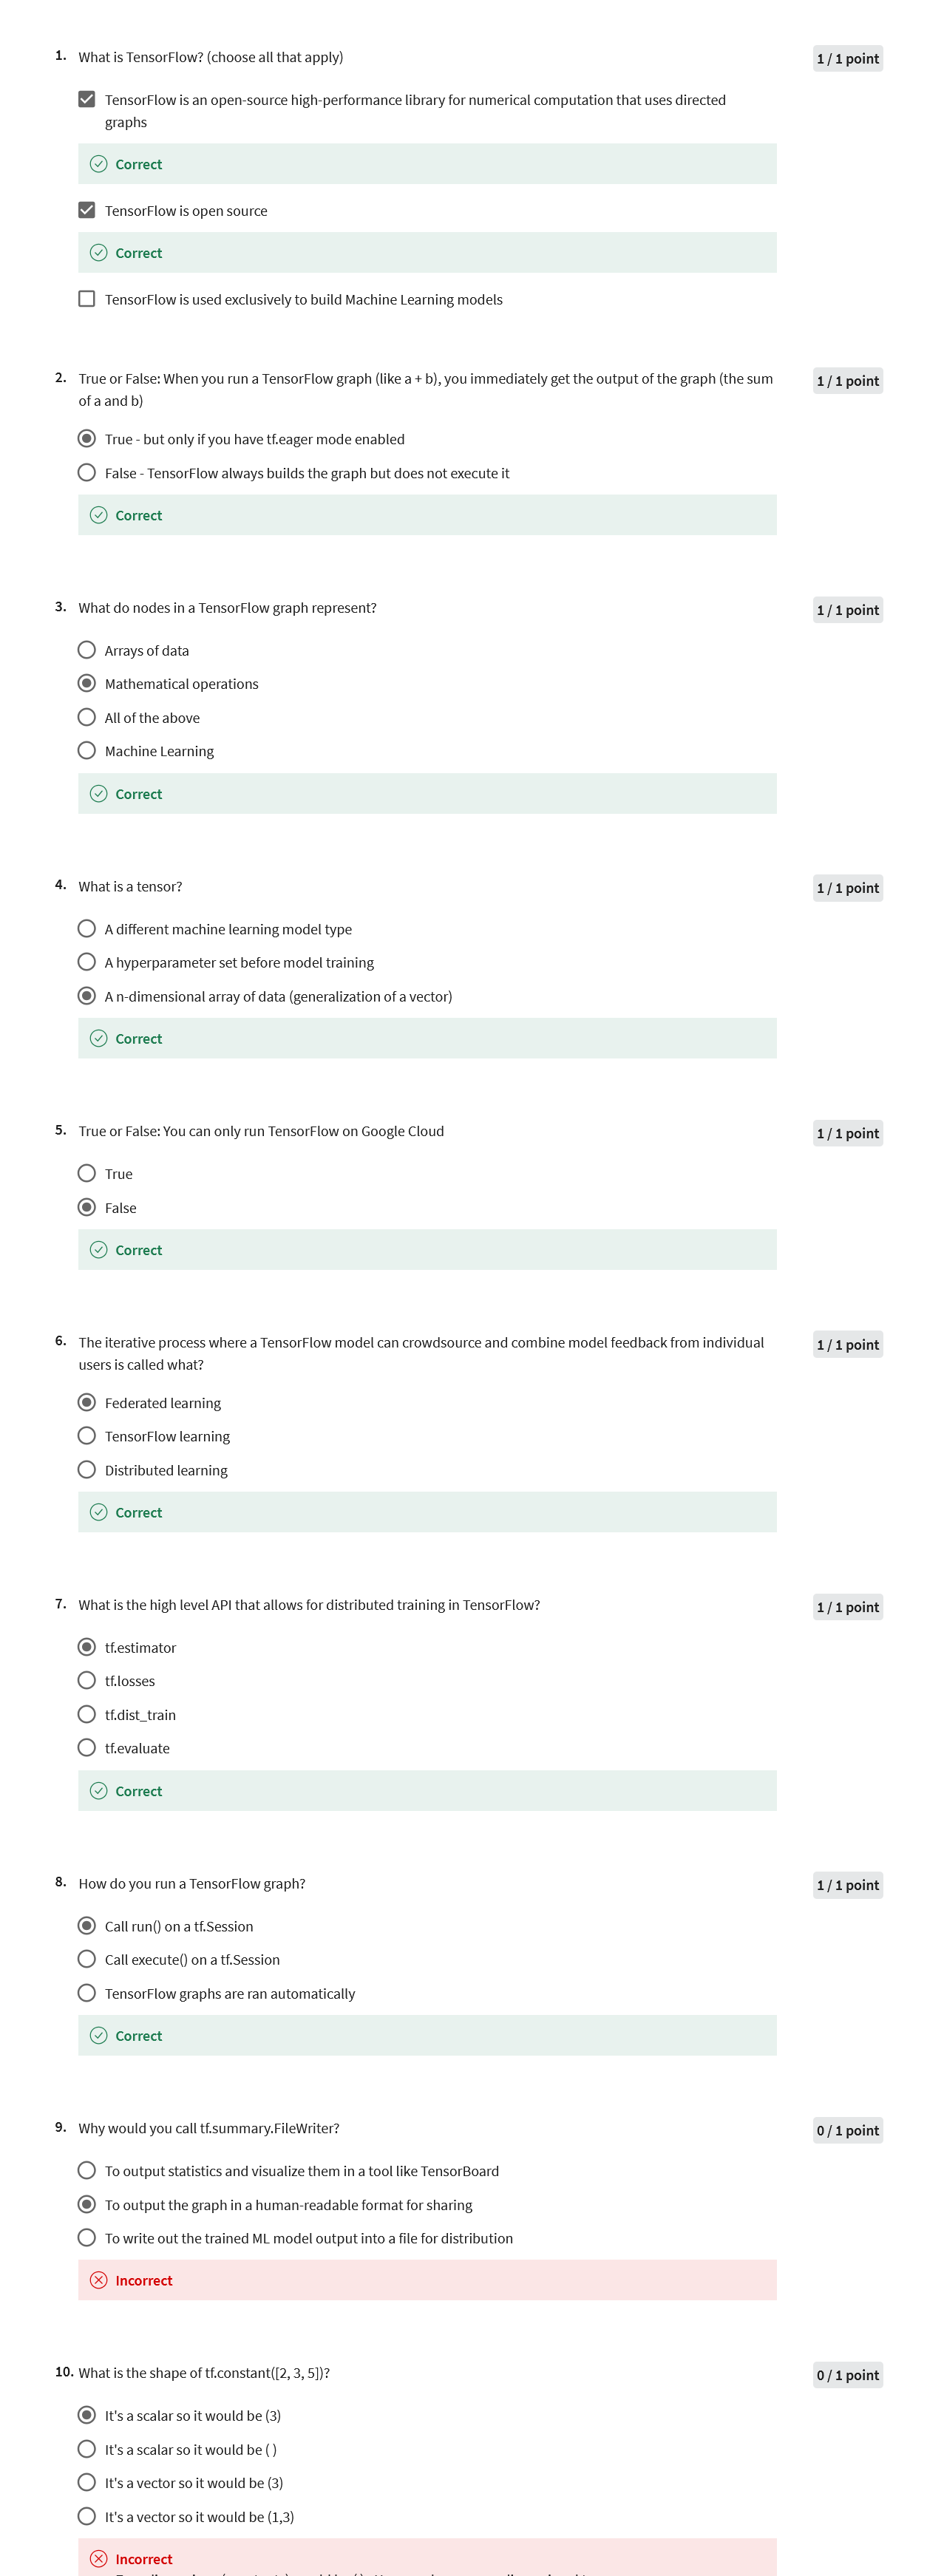 1. What is TensorFlow? (choose all that apply) 1 / 1 point
TensorFlow is an open-source high-performance library for numerical computation that uses directed
graphs
Correct
TensorFlow is open source
Correct
TensorFlow is used exclusively to build Machine Learning models
2. True or False: When you run a TensorFlow graph (like a + b), you immediately get the output of the graph (the sum 1 / 1 point
of a and b)
True - but only if you have tf.eager mode enabled
False - TensorFlow always builds the graph but does not execute it
Correct
3. What do nodes in a TensorFlow graph represent? 1 / 1 point
Arrays of data
Mathematical operations
All of the above
Machine Learning
Correct
4. What is a tensor? 1 / 1 point
A different machine learning model type
A hyperparameter set before model training
A n-dimensional array of data (generalization of a vector)
Correct
5. True or False: You can only run TensorFlow on Google Cloud 1 / 1 point
True
False
Correct
6. The iterative process where a TensorFlow model can crowdsource and combine model feedback from individual 1 / 1 point
users is called what?
Federated learning
TensorFlow learning
Distributed learning
Correct
7. What is the high level API that allows for distributed training in TensorFlow? 1 / 1 point
tf.estimator
tf.losses
tf.dist_train
tf.evaluate
Correct
8. How do you run a TensorFlow graph? 1 / 1 point
Call run() on a tf.Session
Call execute() on a tf.Session
TensorFlow graphs are ran automatically
Correct
9. Why would you call tf.summary.FileWriter? 0 / 1 point
To output statistics and visualize them in a tool like TensorBoard
To output the graph in a human-readable format for sharing
To write out the trained ML model output into a file for distribution
Incorrect
10. What is the shape of tf.constant([2, 3, 5])? 0 / 1 point
It's a scalar so it would be (3)
It's a scalar so it would be ( )
It's a vector so it would be (3)
It's a vector so it would be (1,3)
Incorrect